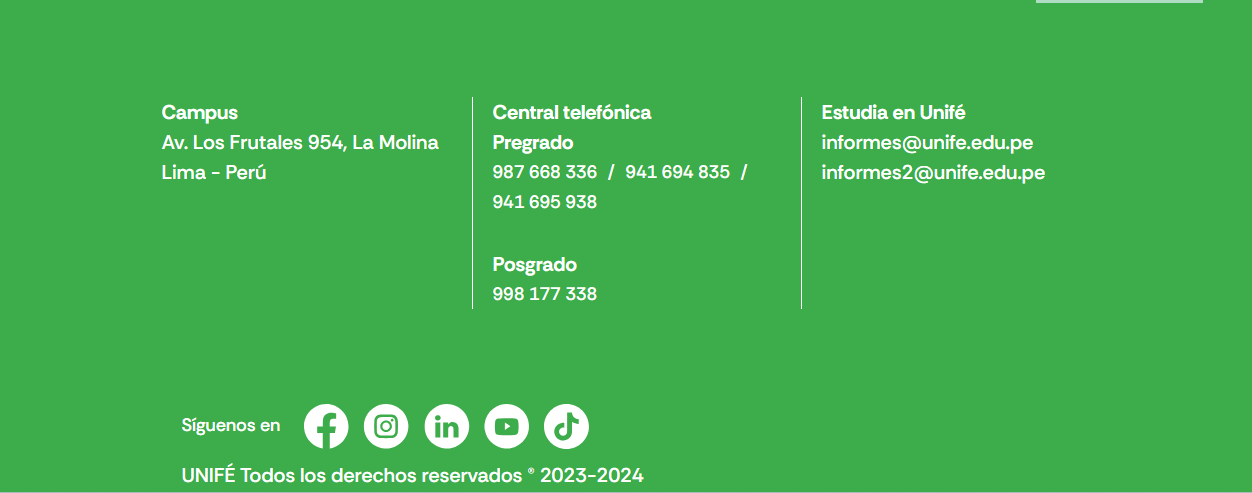 Campus
Av. Los Frutales 954, La Molina
Lima - Perú
Central telefónica
Pregrado
987 668 336 / 941 694 835 /
941 695 938
Posgrado
998 177 338
Estudia en Unifé
informes@unife.edu.pe
informes2@unife.edu.pe
Síguenos en
UNIFÉ Todos los derechos reservados ® 2023-2024